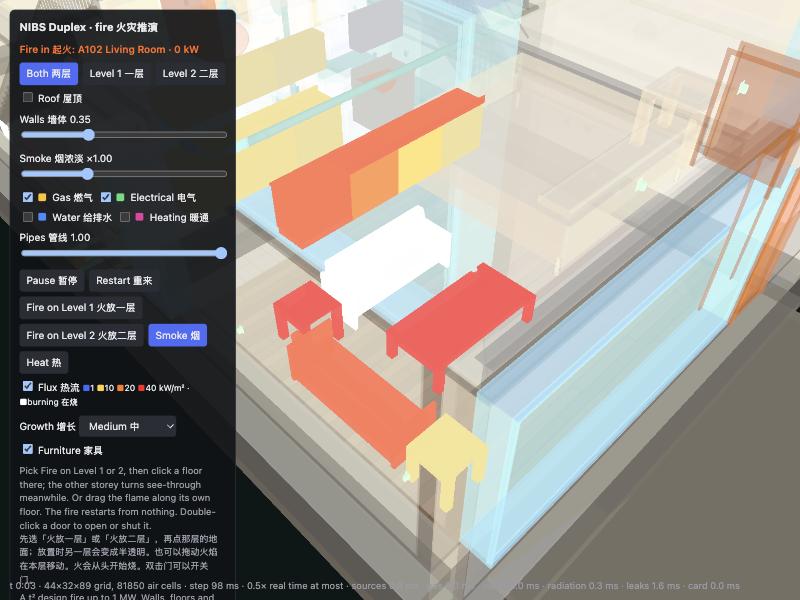 NIBS Duplex · fire 火灾推演
Fire in 起火: A102 Living Room · 0 kW
Both 两层 Level 1 一层 Level 2 二层
Roof 屋顶
Walls 墙体 0.35
Smoke 烟浓淡 ×1.00
Gas 燃气 Electrical 电气
Water 给排水 Heating 暖通
Pipes 管线 1.00
Pause 暂停 Restart 重来
Fire on Level 1 火放一层
Fire on Level 2 火放二层 Smoke 烟
Heat 热
Flux 热流 1 10 20 40 kW/m² ·
burning 在烧
Growth 增长 Medium 中
Furniture 家具
Pick Fire on Level 1 or 2, then click a floor
there; the other storey turns see-through
meanwhile. Or drag the flame along its own
floor. The fire restarts from nothing. Double-
click a door to open or shut it.
先选「火放一层」或「火放二层」，再点那层的地
面；放置时另一层会变成半透明。也可以拖动火焰
在本层移动。火会从头开始烧。双击门可以开关
门。
t 0:03 · 44×32×89 grid, 81850 air cells · step 98 ms · 0.5× real time at most · sources ms · radiation 0.3 ms · leaks 1.6 ms · card 0.0 ms
A t² design fire up to 1 MW. Walls, floors and